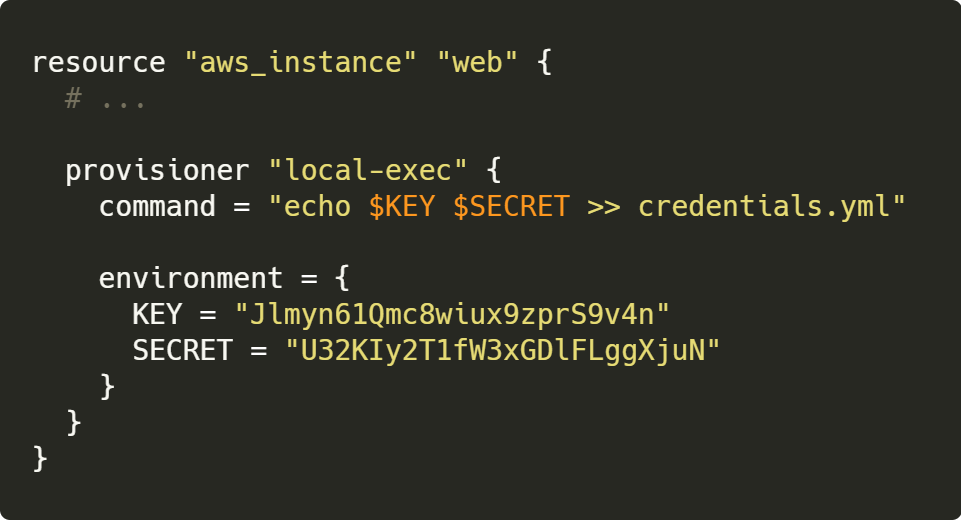 resource "aws_instance" "web" {
  # ...

  provisioner "local-exec" {
    command = "echo $KEY $SECRET >> credentials.yml"

    environment = {
      KEY = "Jlmyn61Qmc8wiux9zprS9v4n"
      SECRET = "U32KIy2T1fW3xGDlFLggXjuN"
    }
  }
}